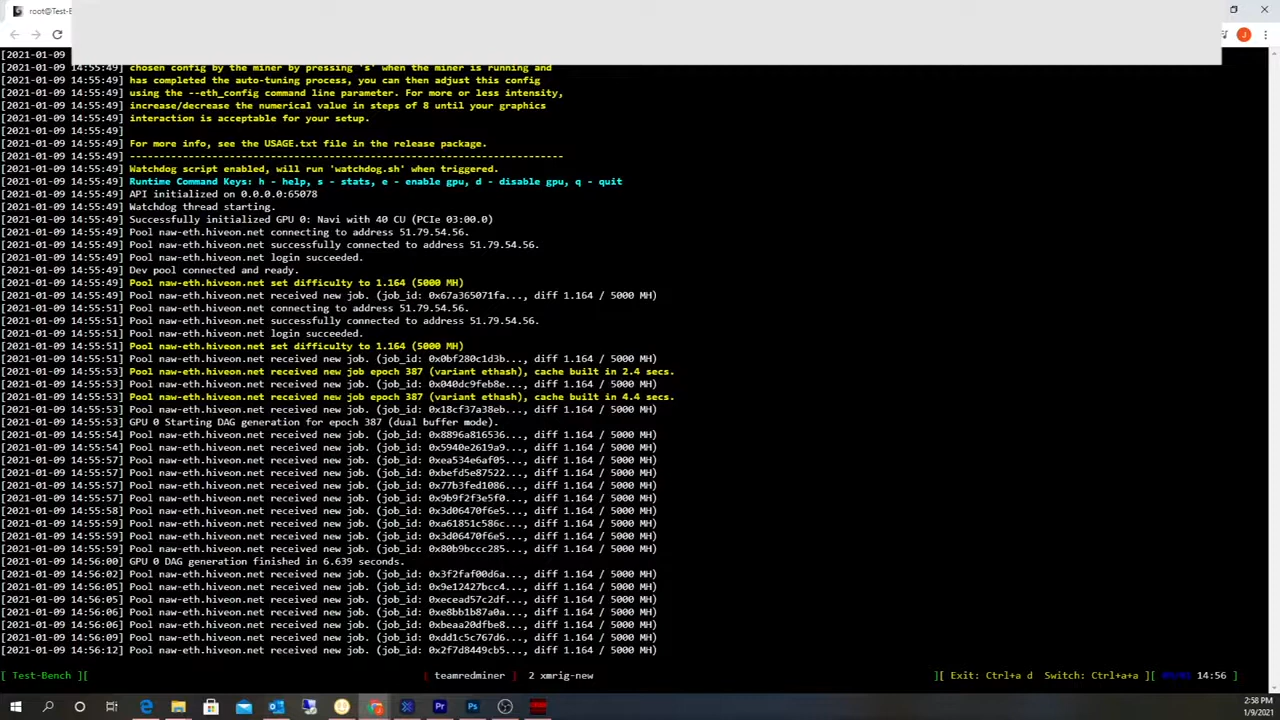 root@Test-B
[2021-01-09 14:55:49]
[2021-01-09 14:55:49] chosen config by the miner by pressing 's' when the miner is running and
[2021-01-09 14:55:49] has completed the auto-tuning process, you can then adjust this config
[2021-01-09 14:55:49] using the --eth_config command line parameter. For more or less intensity,
[2021-01-09 14:55:49] increase/decrease the numerical value in steps of 8 until your graphics
[2021-01-09 14:55:49] interaction is acceptable for your setup.
[2021-01-09 14:55:49]
[2021-01-09 14:55:49] For more info, see the USAGE.txt file in the release package.
[2021-01-09 14:55:49] -----------------------------------------------------------------------
[2021-01-09 14:55:49] Watchdog script enabled, will run 'watchdog.sh' when triggered.
[2021-01-09 14:55:49] Runtime Command Keys: h - help, s - stats, e - enable gpu, d - disable gpu, q - quit
[2021-01-09 14:55:49] API initialized on 0.0.0.0:65078
[2021-01-09 14:55:49] Watchdog thread starting.
[2021-01-09 14:55:49] Successfully initialized GPU 0: Navi with 40 CU (PCIe 03:00.0)
[2021-01-09 14:55:49] Pool naw-eth.hiveon.net connecting to address 51.79.54.56.
[2021-01-09 14:55:49] Pool naw-eth.hiveon.net successfully connected to address 51.79.54.56.
[2021-01-09 14:55:49] Pool naw-eth.hiveon.net login succeeded.
[2021-01-09 14:55:49] Dev pool connected and ready.
[2021-01-09 14:55:49] Pool naw-eth.hiveon.net set difficulty to 1.164 (5000 MH)
[2021-01-09 14:55:49] Pool naw-eth.hiveon.net received new job. (job_id: 0x67a365071fa..., diff 1.164 / 5000 MH)
[2021-01-09 14:55:51] Pool naw-eth.hiveon.net connecting to address 51.79.54.56.
[2021-01-09 14:55:51] Pool naw-eth.hiveon.net successfully connected to address 51.79.54.56.
[2021-01-09 14:55:51] Pool naw-eth.hiveon.net login succeeded.
[2021-01-09 14:55:51] Pool naw-eth.hiveon.net set difficulty to 1.164 (5000 MH)
[2021-01-09 14:55:51] Pool naw-eth.hiveon.net received new job. (job_id: 0x0bf280c1d3b..., diff 1.164 / 5000 MH)
[2021-01-09 14:55:53] Pool naw-eth.hiveon.net received new job epoch 387 (variant ethash), cache built in 2.4 secs.
[2021-01-09 14:55:53] Pool naw-eth.hiveon.net received new job. (job_id: 0x040dc9feb8e..., diff 1.164 / 5000 MH)
[2021-01-09 14:55:53] Pool naw-eth.hiveon.net received new job epoch 387 (variant ethash), cache built in 4.4 secs.
[2021-01-09 14:55:53] Pool naw-eth.hiveon.net received new job. (job_id: 0x18cf37a38eb..., diff 1.164 / 5000 MH)
[2021-01-09 14:55:53] GPU 0 Starting DAG generation for epoch 387 (dual buffer mode).
[2021-01-09 14:55:54] Pool naw-eth.hiveon.net received new job. (job_id: 0x8896a816536..., diff 1.164 / 5000 MH)
[2021-01-09 14:55:54] Pool naw-eth.hiveon.net received new job. (job_id: 0x5940e2619a9..., diff 1.164 / 5000 MH)
[2021-01-09 14:55:57] Pool naw-eth.hiveon.net received new job. (job_id: 0xea534e6af05..., diff 1.164 / 5000 MH)
[2021-01-09 14:55:57] Pool naw-eth.hiveon.net received new job. (job_id: 0xbefd5e87522..., diff 1.164 / 5000 MH)
[2021-01-09 14:55:57] Pool naw-eth.hiveon.net received new job. (job_id: 0x77b3fed1086..., diff 1.164 / 5000 MH)
[2021-01-09 14:55:57] Pool naw-eth.hiveon.net received new job. (job_id: 0x9b9f2f3e5f0..., diff 1.164 / 5000 MH)
[2021-01-09 14:55:58] Pool naw-eth.hiveon.net received new job. (job_id: 0x3d06470f6e5..., diff 1.164 / 5000 MH)
[2021-01-09 14:55:59] Pool naw-eth.hiveon.net received new job. (job_id: 0xa61851c586c..., diff 1.164 / 5000 MH)
[2021-01-09 14:55:59] Pool naw-eth.hiveon.net received new job. (job_id: 0x3d06470f6e5..., diff 1.164 / 5000 MH)
[2021-01-09 14:55:59] Pool naw-eth.hiveon.net received new job. (job_id: 0x80b9bccc285..., diff 1.164 / 5000 MH)
[2021-01-09 14:56:00] GPU 0 DAG generation finished in 6.639 seconds.
[2021-01-09 14:56:02] Pool naw-eth.hiveon.net received new job. (job_id: 0x3f2faf00d6a..., diff 1.164 / 5000 MH)
[2021-01-09 14:56:05] Pool naw-eth.hiveon.net received new job. (job_id: 0x9e12427bcc4..., diff 1.164 / 5000 MH)
[2021-01-09 14:56:05] Pool naw-eth.hiveon.net received new job. (job_id: 0xecead57c2df..., diff 1.164 / 5000 MH)
[2021-01-09 14:56:06] Pool naw-eth.hiveon.net received new job. (job_id: 0xe8bb1b87a0a..., diff 1.164 / 5000 MH)
[2021-01-09 14:56:06] Pool naw-eth.hiveon.net received new job. (job_id: 0xbeaa20dfbe8..., diff 1.164 / 5000 MH)
[2021-01-09 14:56:09] Pool naw-eth.hiveon.net received new job. (job_id: 0xdd1c5c767d6..., diff 1.164 / 5000 MH)
[2021-01-09 14:56:12] Pool naw-eth.hiveon.net received new job. (job_id: 0x2f7d8449cb5..., diff 1.164 / 5000 MH)
[ Test-Bench ][ | teamredminer | 2 xmrig-new ][ Exit: Ctrl+a d Switch: Ctrl+a+a ][ 14:56 ]
2:58 PM
1/9/2021